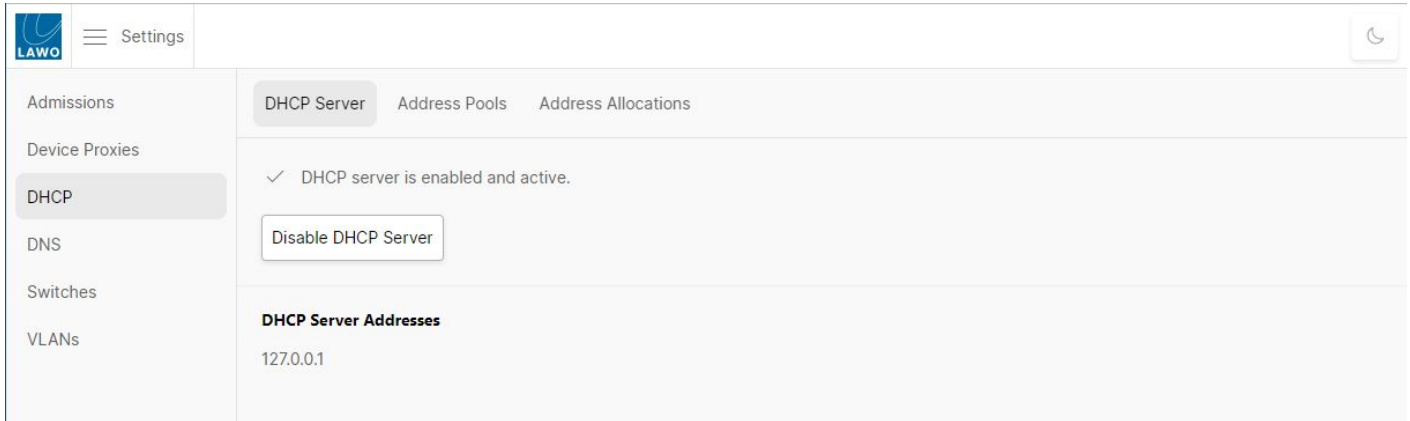 LAWO
Settings
Admissions
Device Proxies
DHCP
DNS
Switches
VLANs
DHCP Server Address Pools Address Allocations
DHCP server is enabled and active.
Disable DHCP Server
DHCP Server Addresses
127.0.0.1